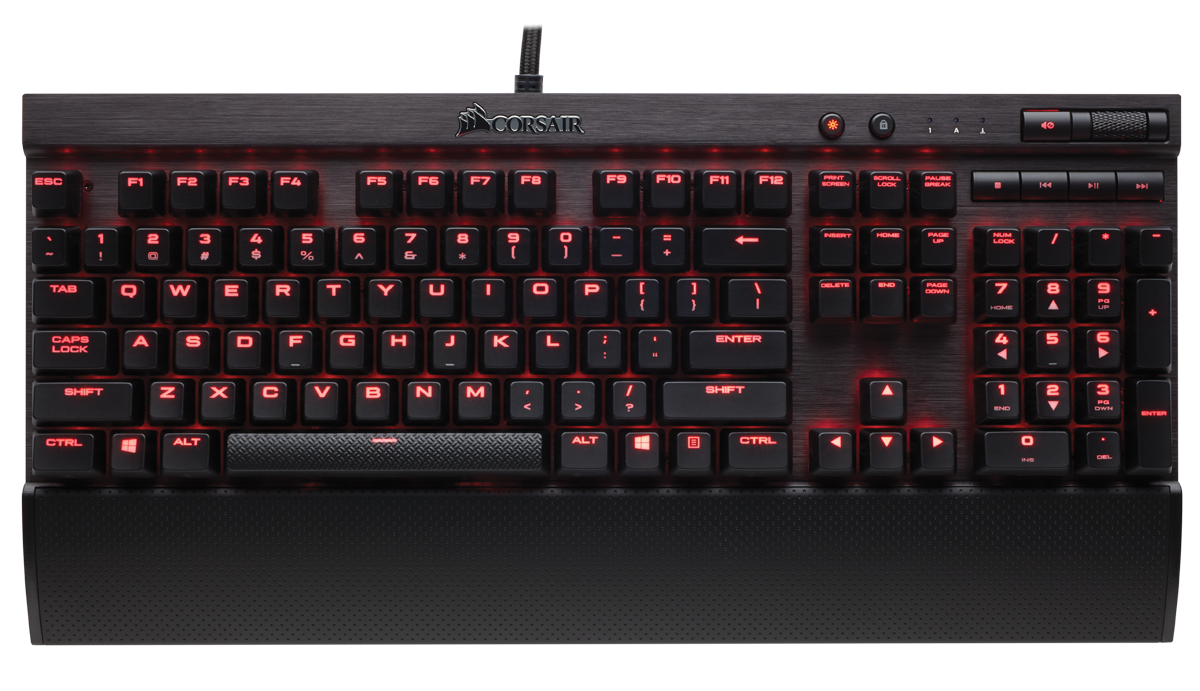 CORSAIR
1 A
ESC F1 F2 F3 F4 F5 F6 F7 F8 F9 F10 F11 F12 PRINT SCREEN SCROLL LOCK PAUSE BREAK
` ~ 1 ! 2 @ 3 # 4 $ 5 % 6 ^ 7 & 8 * 9 ( 0 ) - _ = + INSERT HOME PAGE UP NUM LOCK / * -
TAB Q W E R T Y U I O P [ { ] } \ | DELETE END PAGE DOWN 7 HOME 8 9 PG UP +
CAPS LOCK A S D F G H J K L ; : ' " ENTER 4 5 6
SHIFT Z X C V B N M , < . > / ? SHIFT 1 END 2 3 PG DWN ENTER
CTRL ALT ALT CTRL 0 INS . DEL